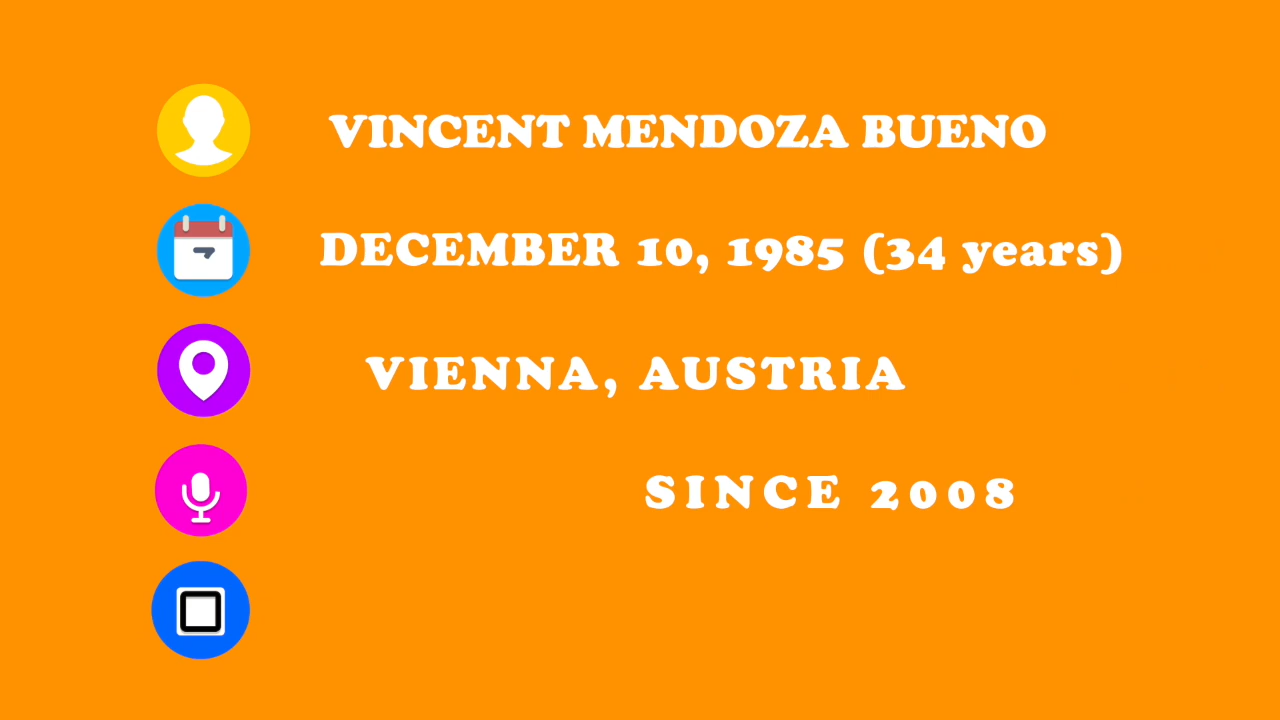 VINCENT MENDOZA BUENO
DECEMBER 10, 1985 (34 years)
VIENNA, AUSTRIA
SINCE 2008